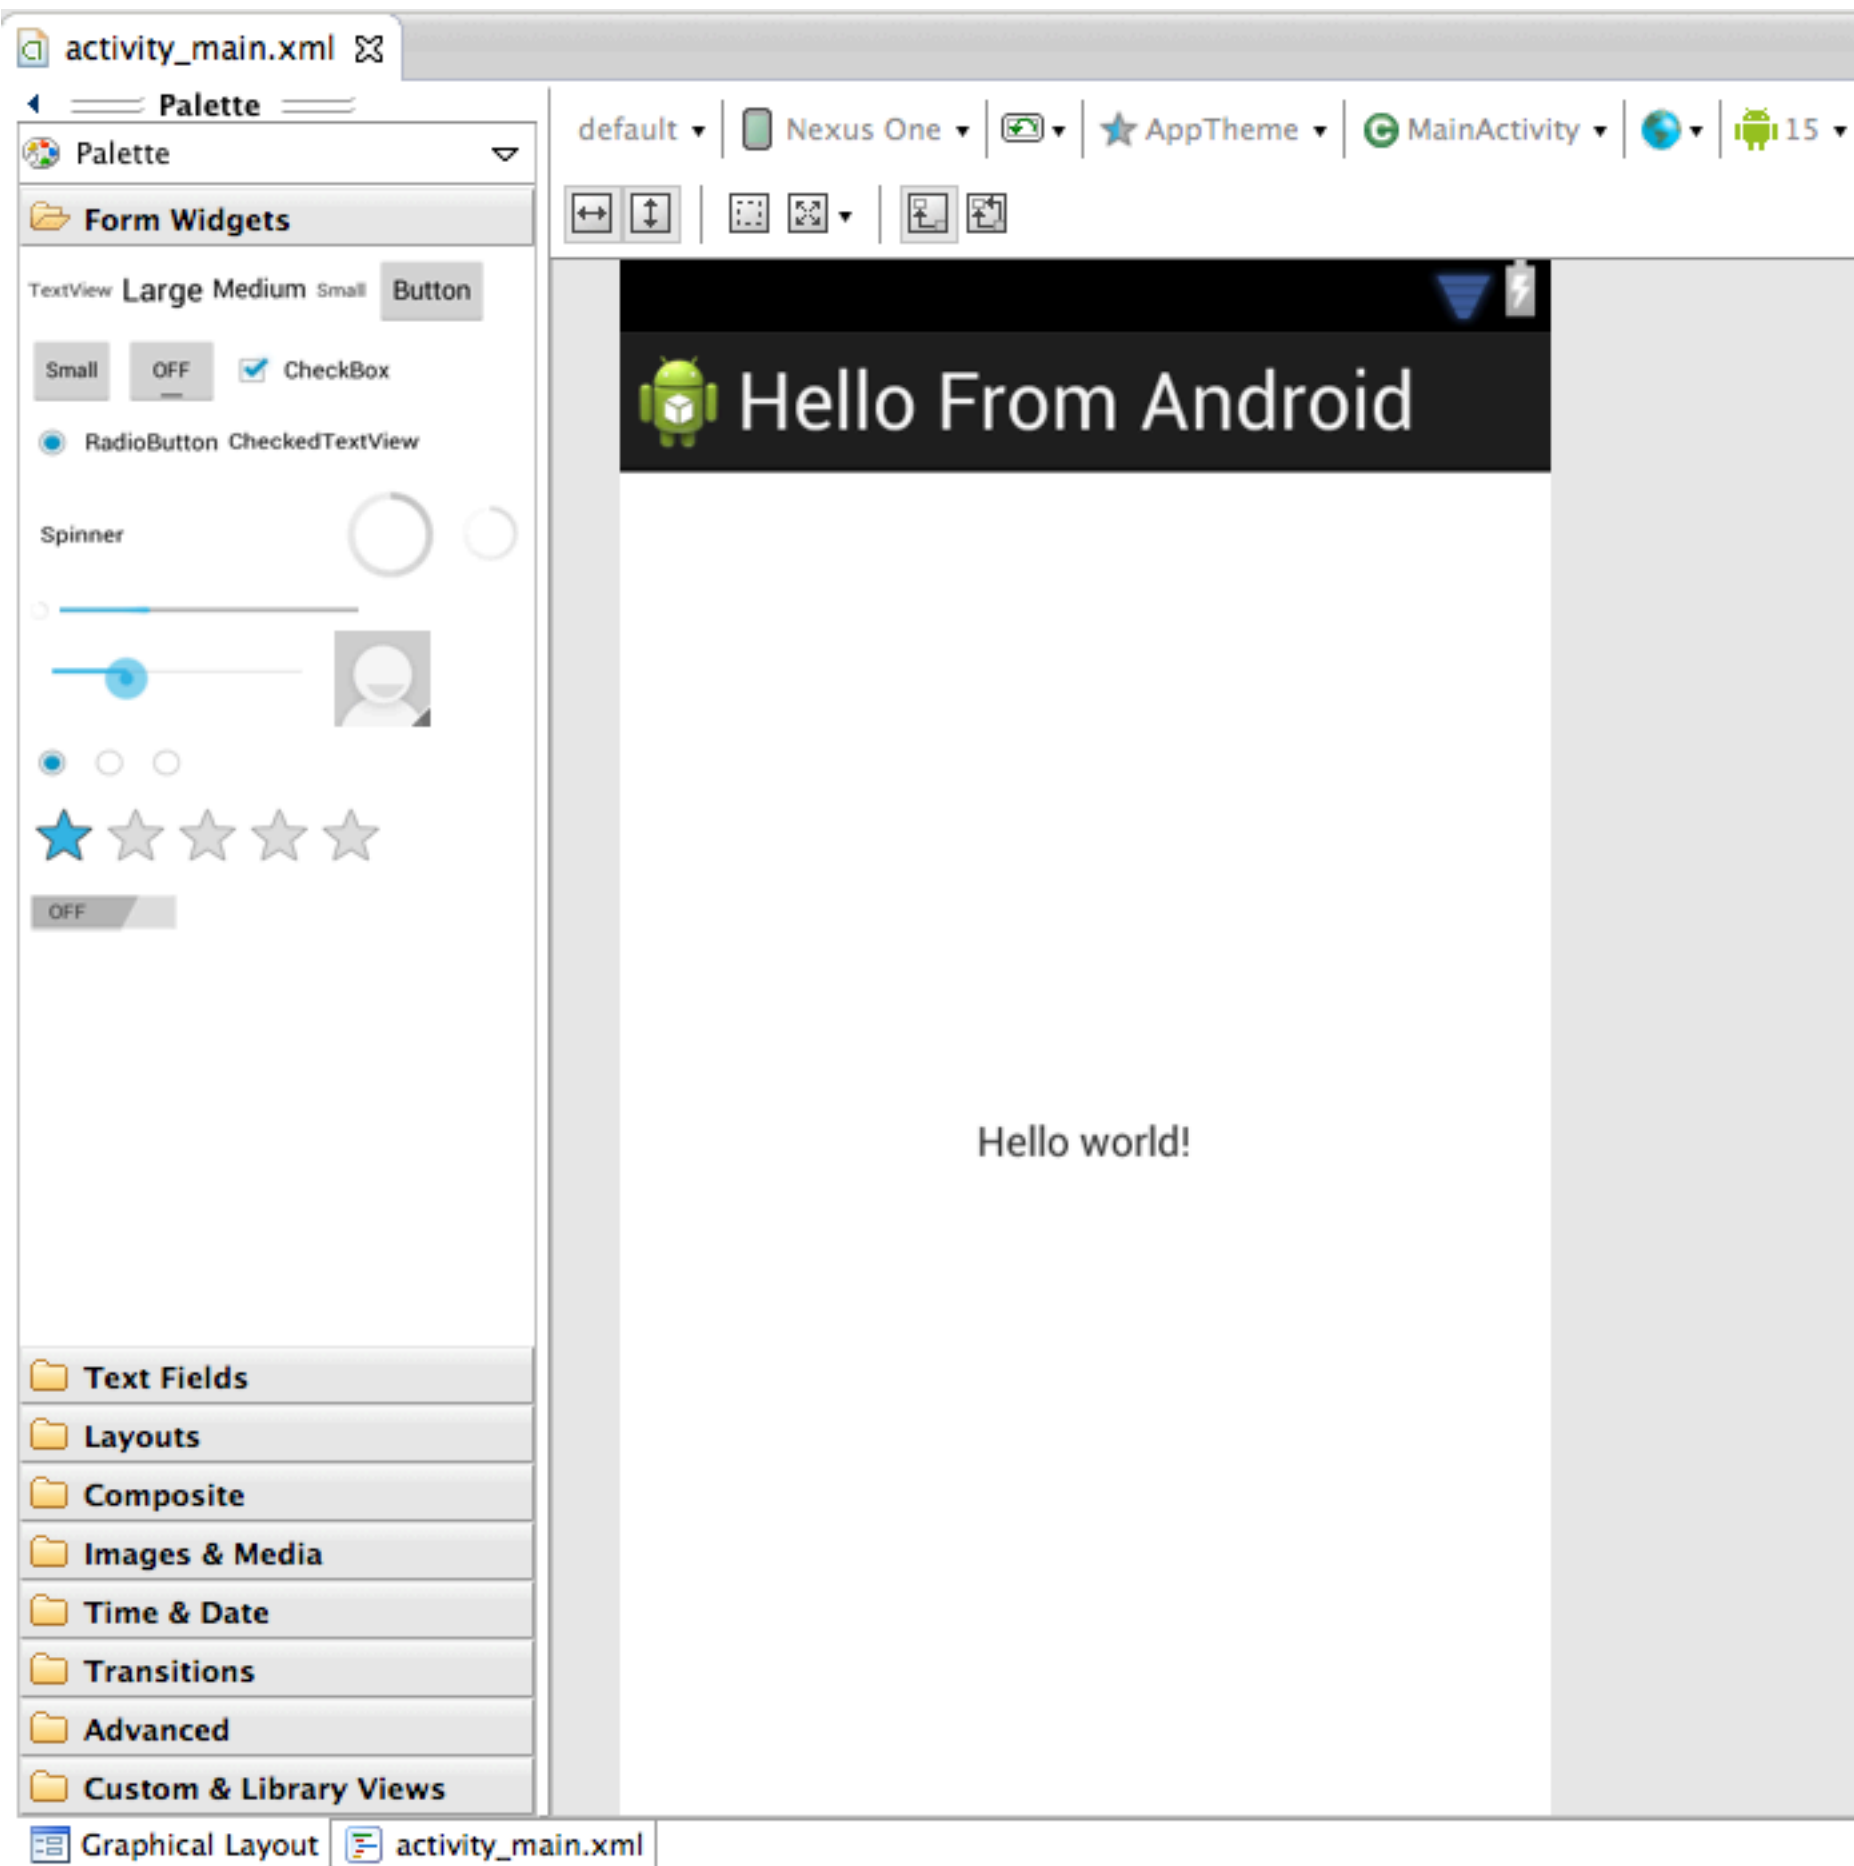 activity_main.xml
Palette
Palette
Form Widgets
TextView Large Medium Small Button
Small OFF CheckBox
RadioButton CheckedTextView
Spinner
OFF
Text Fields
Layouts
Composite
Images & Media
Time & Date
Transitions
Advanced
Custom & Library Views
Graphical Layout activity_main.xml
default Nexus One AppTheme MainActivity 15
Hello From Android
Hello world!